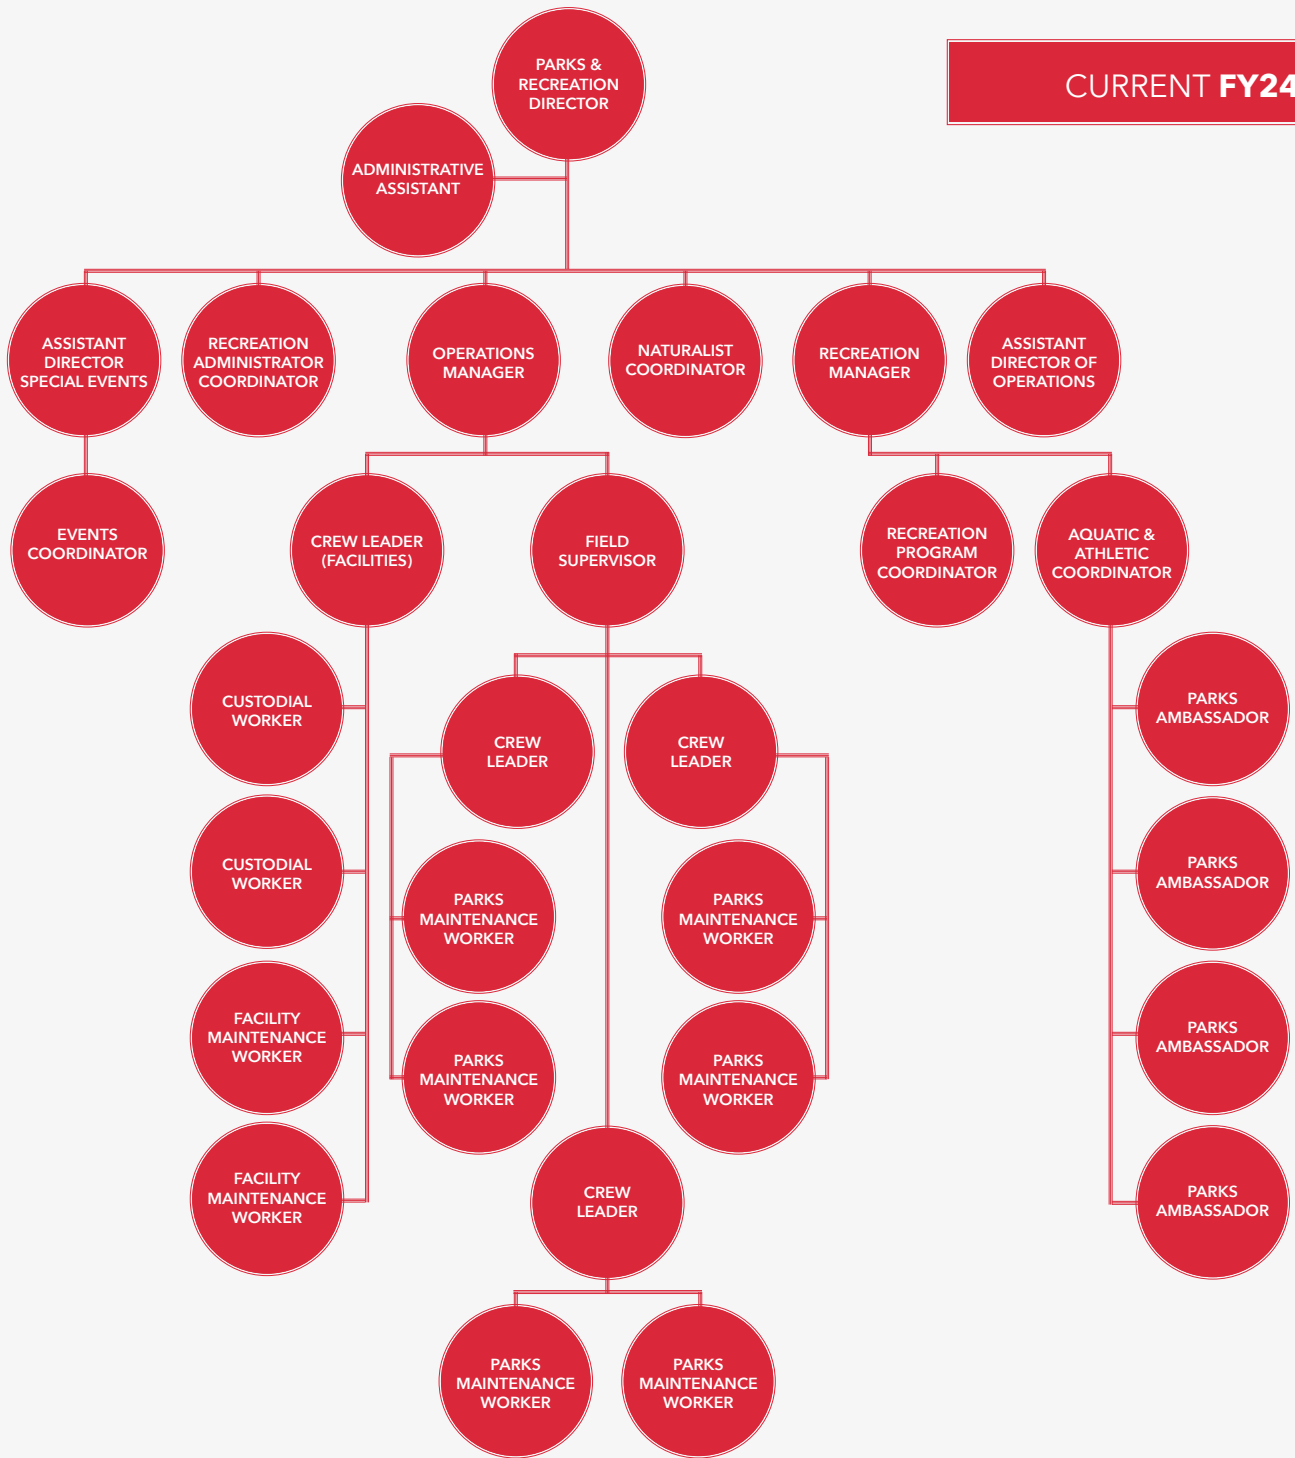 PARKS &
RECREATION
DIRECTOR
CURRENT FY24
ADMINISTRATIVE
ASSISTANT
ASSISTANT
DIRECTOR
SPECIAL EVENTS
RECREATION
ADMINISTRATOR
COORDINATOR
OPERATIONS
MANAGER
NATURALIST
COORDINATOR
RECREATION
MANAGER
ASSISTANT
DIRECTOR OF
OPERATIONS
EVENTS
COORDINATOR
CREW LEADER
(FACILITIES)
FIELD
SUPERVISOR
RECREATION
PROGRAM
COORDINATOR
AQUATIC &
ATHLETIC
COORDINATOR
CUSTODIAL
WORKER
CREW
LEADER
CREW
LEADER
PARKS
AMBASSADOR
CUSTODIAL
WORKER
PARKS
MAINTENANCE
WORKER
PARKS
MAINTENANCE
WORKER
PARKS
AMBASSADOR
FACILITY
MAINTENANCE
WORKER
PARKS
MAINTENANCE
WORKER
PARKS
MAINTENANCE
WORKER
PARKS
AMBASSADOR
FACILITY
MAINTENANCE
WORKER
CREW
LEADER
PARKS
AMBASSADOR
PARKS
MAINTENANCE
WORKER
PARKS
MAINTENANCE
WORKER